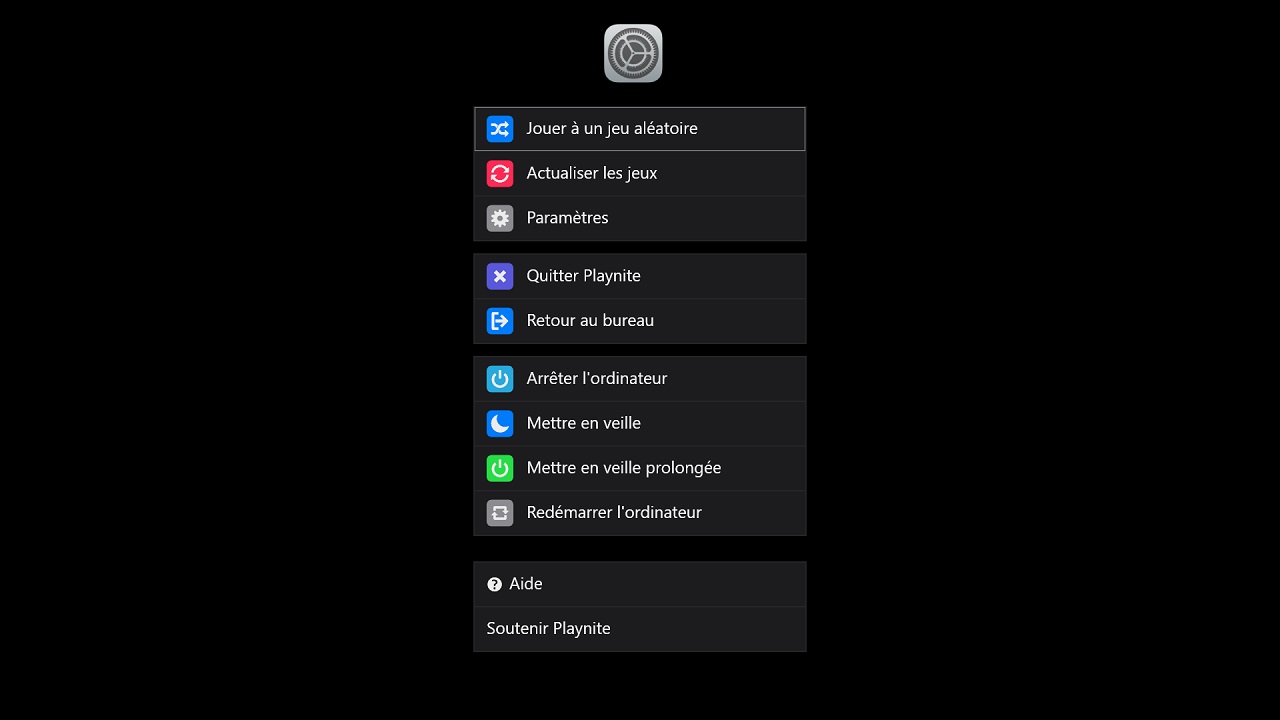 Jouer à un jeu aléatoire
Actualiser les jeux
Paramètres
Quitter Playnite
Retour au bureau
Arrêter l'ordinateur
Mettre en veille
Mettre en veille prolongée
Redémarrer l'ordinateur
Aide
Soutenir Playnite